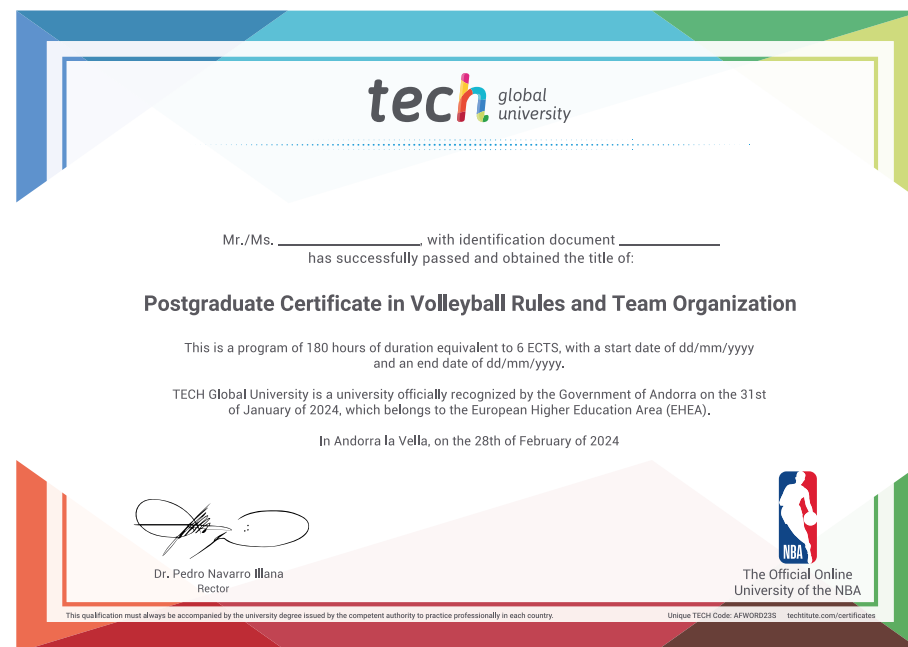 tech global university
Mr./Ms. ________________, with identification document ____________
has successfully passed and obtained the title of:
Postgraduate Certificate in Volleyball Rules and Team Organization
This is a program of 180 hours of duration equivalent to 6 ECTS, with a start date of dd/mm/yyyy
and an end date of dd/mm/yyyy.
TECH Global University is a university officially recognized by the Government of Andorra on the 31st
of January of 2024, which belongs to the European Higher Education Area (EHEA).
In Andorra la Vella, on the 28th of February of 2024
Dr. Pedro Navarro Illana
Rector
NBA
The Official Online
University of the NBA
This qualification must always be accompanied by the university degree issued by the competent authority to practice professionally in each country.
Unique TECH Code: AFWORD23S techtitute.com/certificates